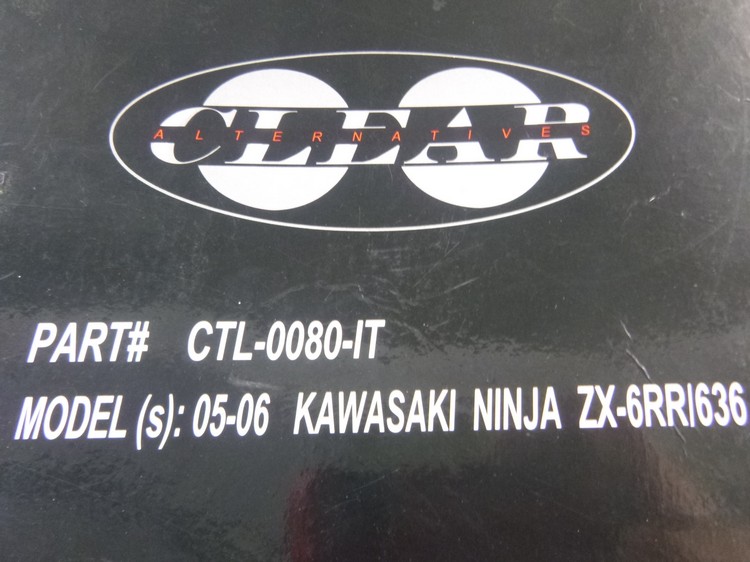 CLEAR
ALTERNATIVES
PART# CTL-0080-IT
MODEL (s): 05-06 KAWASAKI NINJA ZX-6RR/636